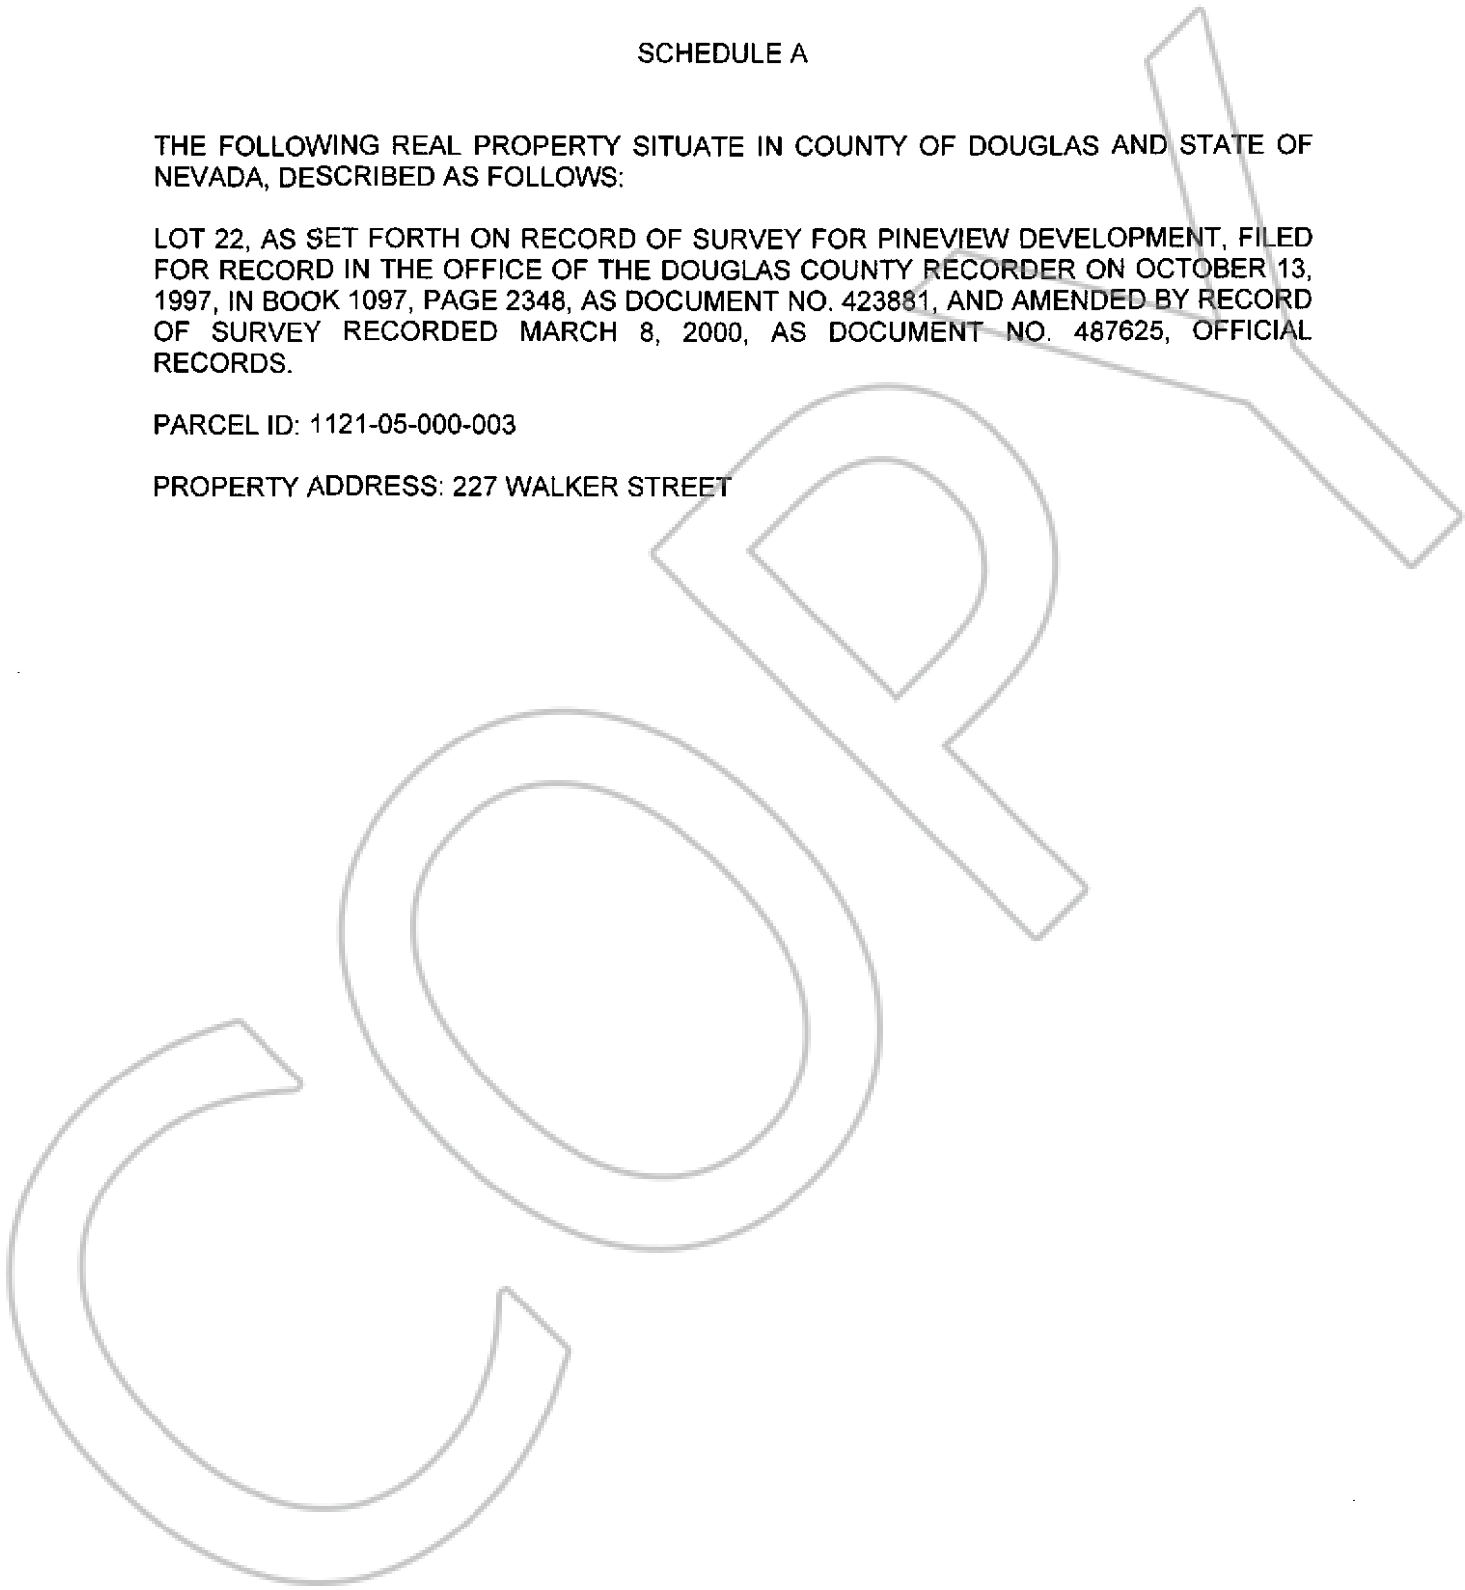 SCHEDULE A
THE FOLLOWING REAL PROPERTY SITUATE IN COUNTY OF DOUGLAS AND STATE OF
NEVADA, DESCRIBED AS FOLLOWS:
LOT 22, AS SET FORTH ON RECORD OF SURVEY FOR PINEVIEW DEVELOPMENT, FILED
FOR RECORD IN THE OFFICE OF THE DOUGLAS COUNTY RECORDER ON OCTOBER 13,
1997, IN BOOK 1097, PAGE 2348, AS DOCUMENT NO. 423881, AND AMENDED BY RECORD
OF SURVEY RECORDED MARCH 8, 2000, AS DOCUMENT NO. 487625, OFFICIAL
RECORDS.
PARCEL ID: 1121-05-000-003
PROPERTY ADDRESS: 227 WALKER STREET
COPY